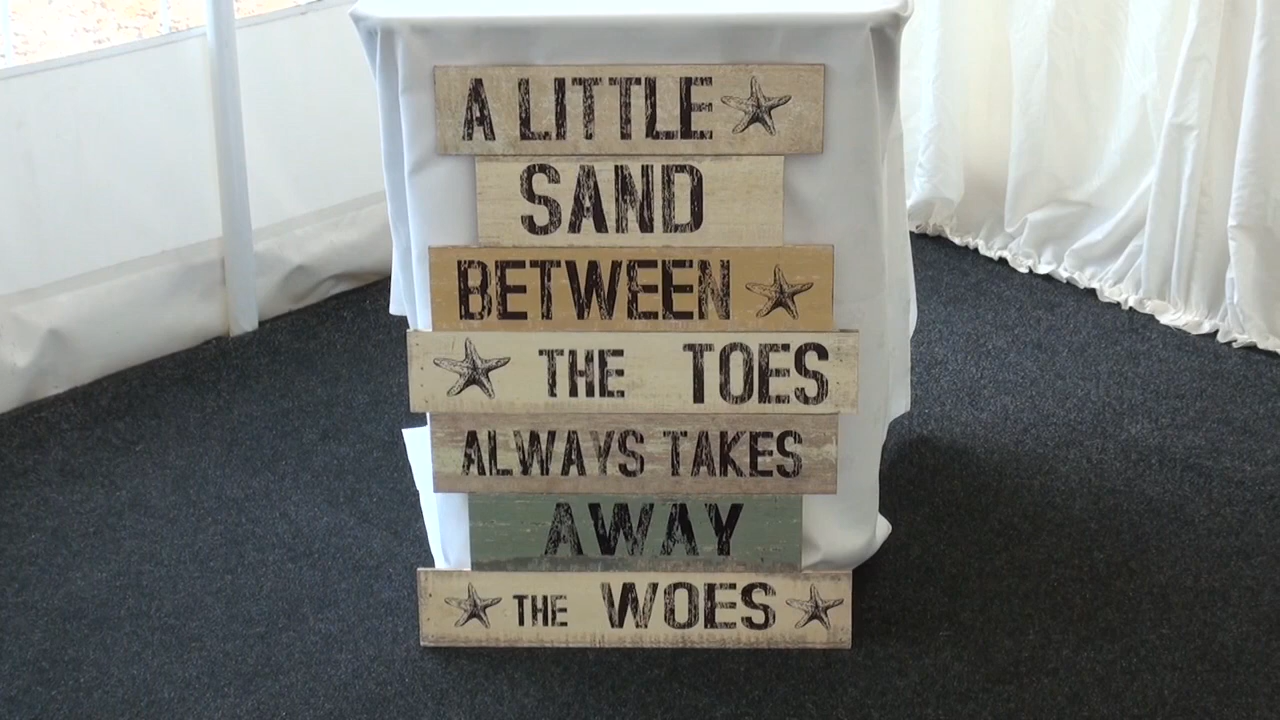 A LITTLE
SAND
BETWEEN
THE TOES
ALWAYS TAKES
AWAY
THE WOES